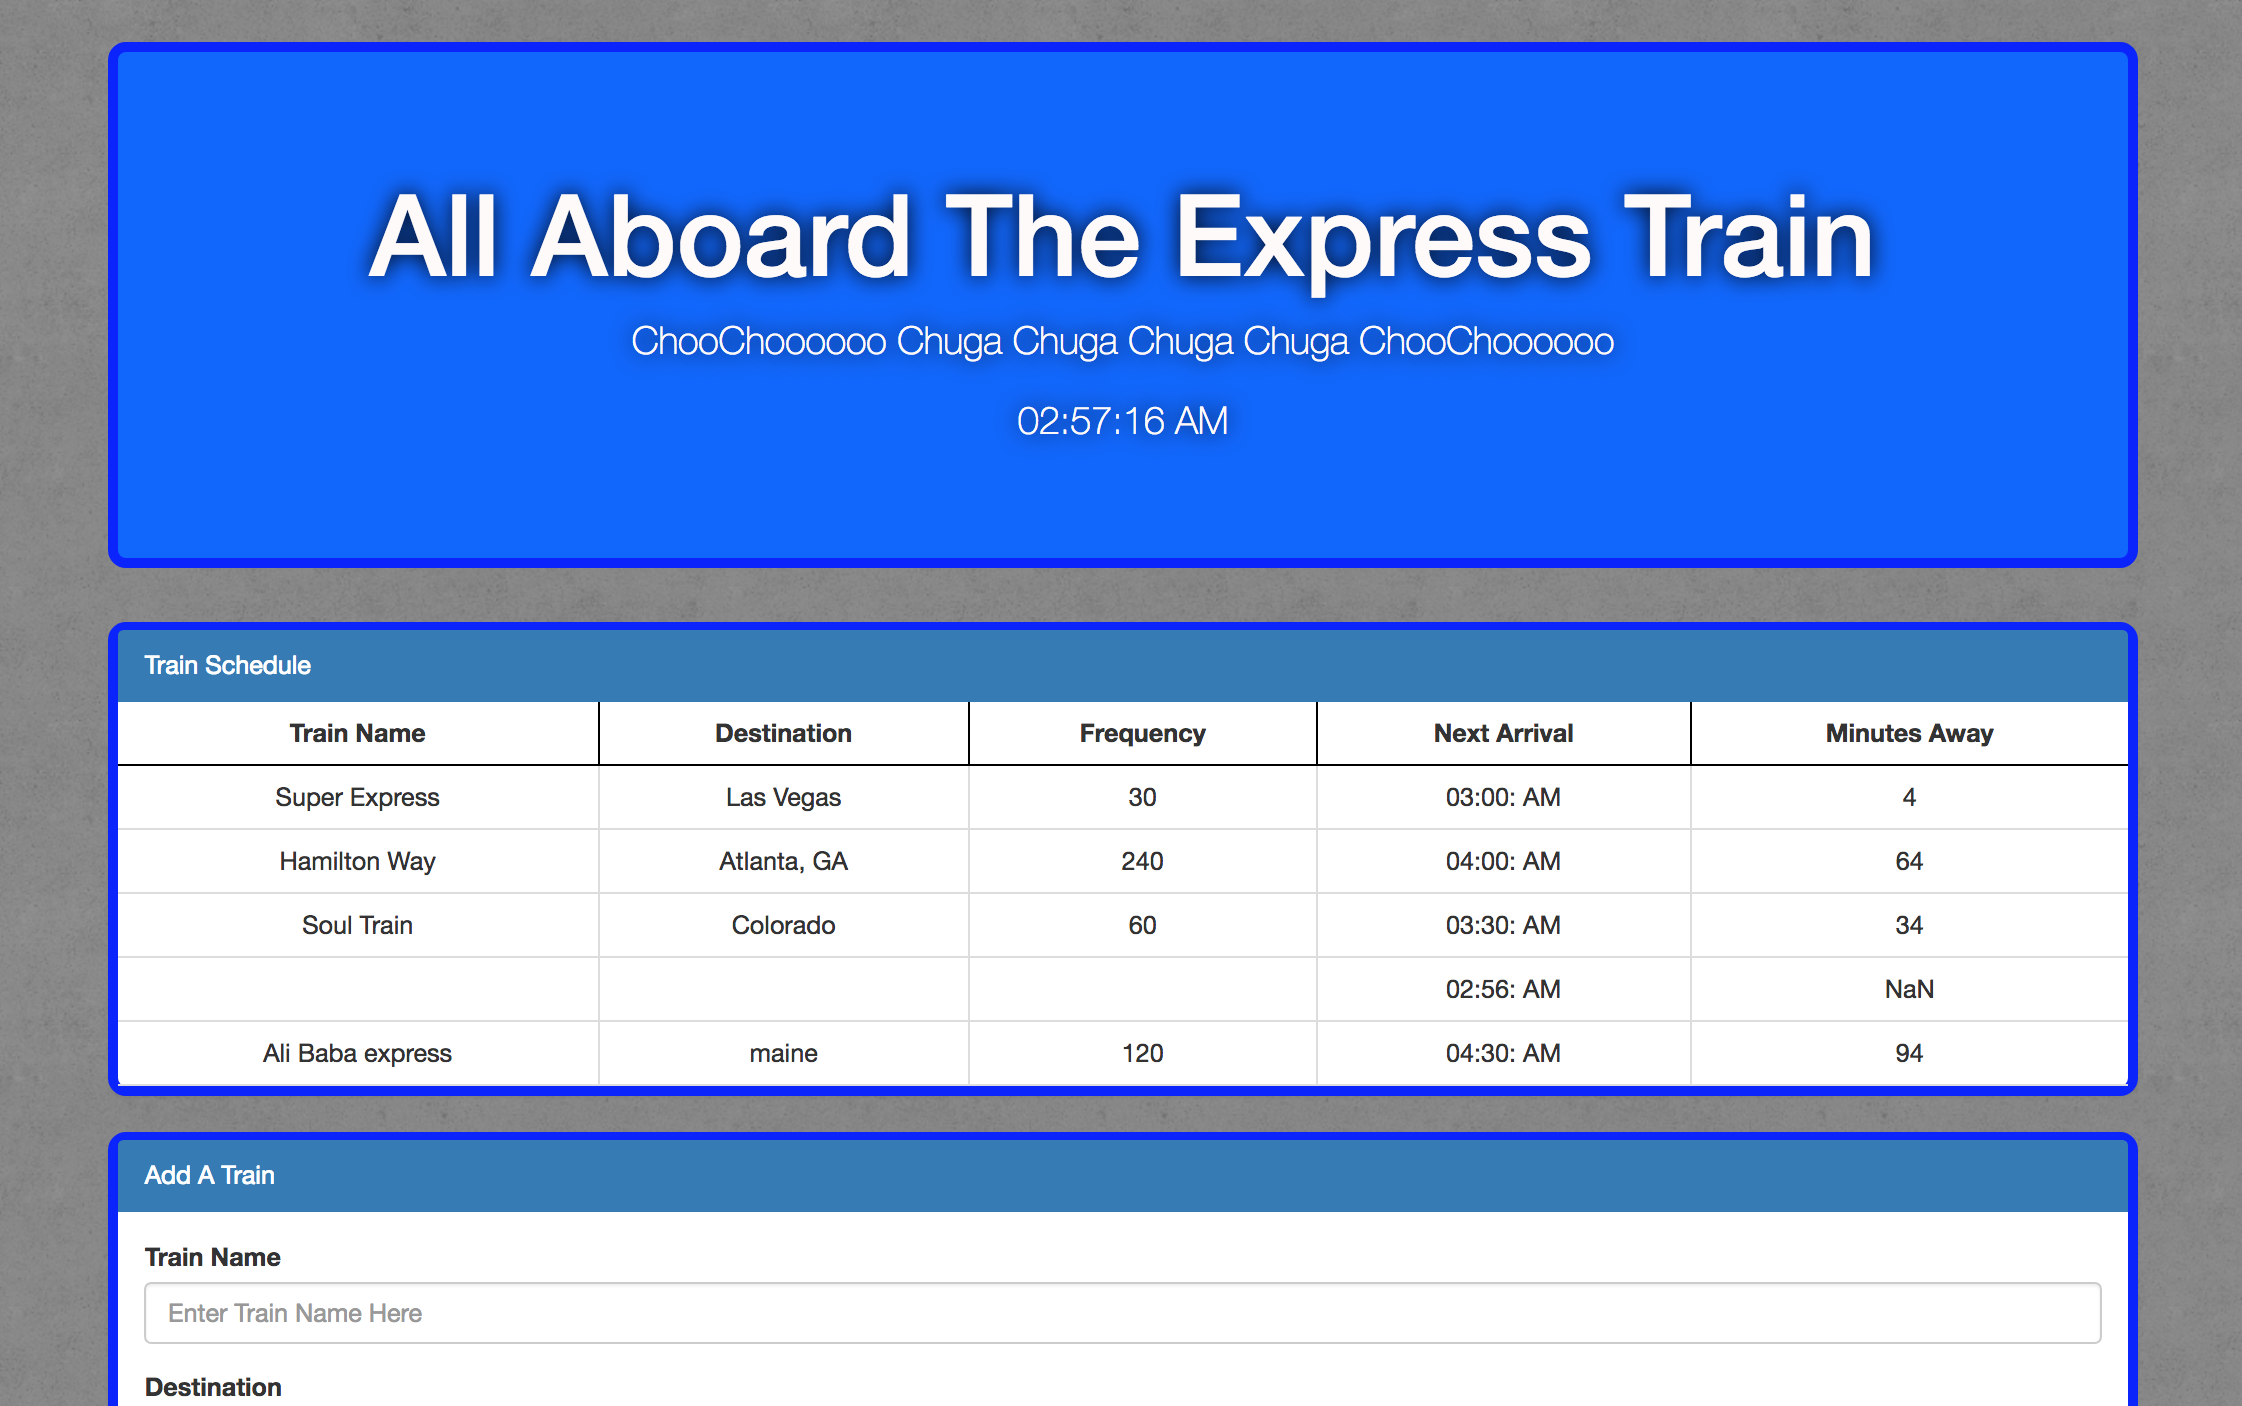 All Aboard The Express Train
ChooChoooooo Chuga Chuga Chuga Chuga ChooChoooooo
02:57:16 AM
Train Schedule
Train Name Destination Frequency Next Arrival Minutes Away
Super Express Las Vegas 30 03:00: AM 4
Hamilton Way Atlanta, GA 240 04:00: AM 64
Soul Train Colorado 60 03:30: AM 34
02:56: AM NaN
Ali Baba express maine 120 04:30: AM 94
Add A Train
Train Name
Enter Train Name Here
Destination